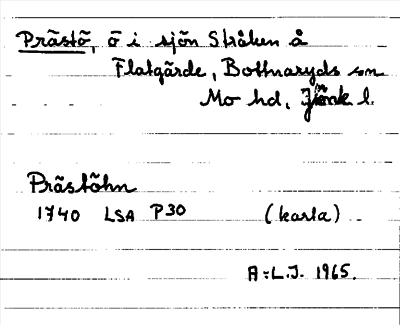 Prästö, ö i sjön Stråken å
Flatgärde, Bottnaryds sn
Mo hd, Jönk l.
Prästöhn
1740 LSA P30 (karta)
A-L.J. 1965.